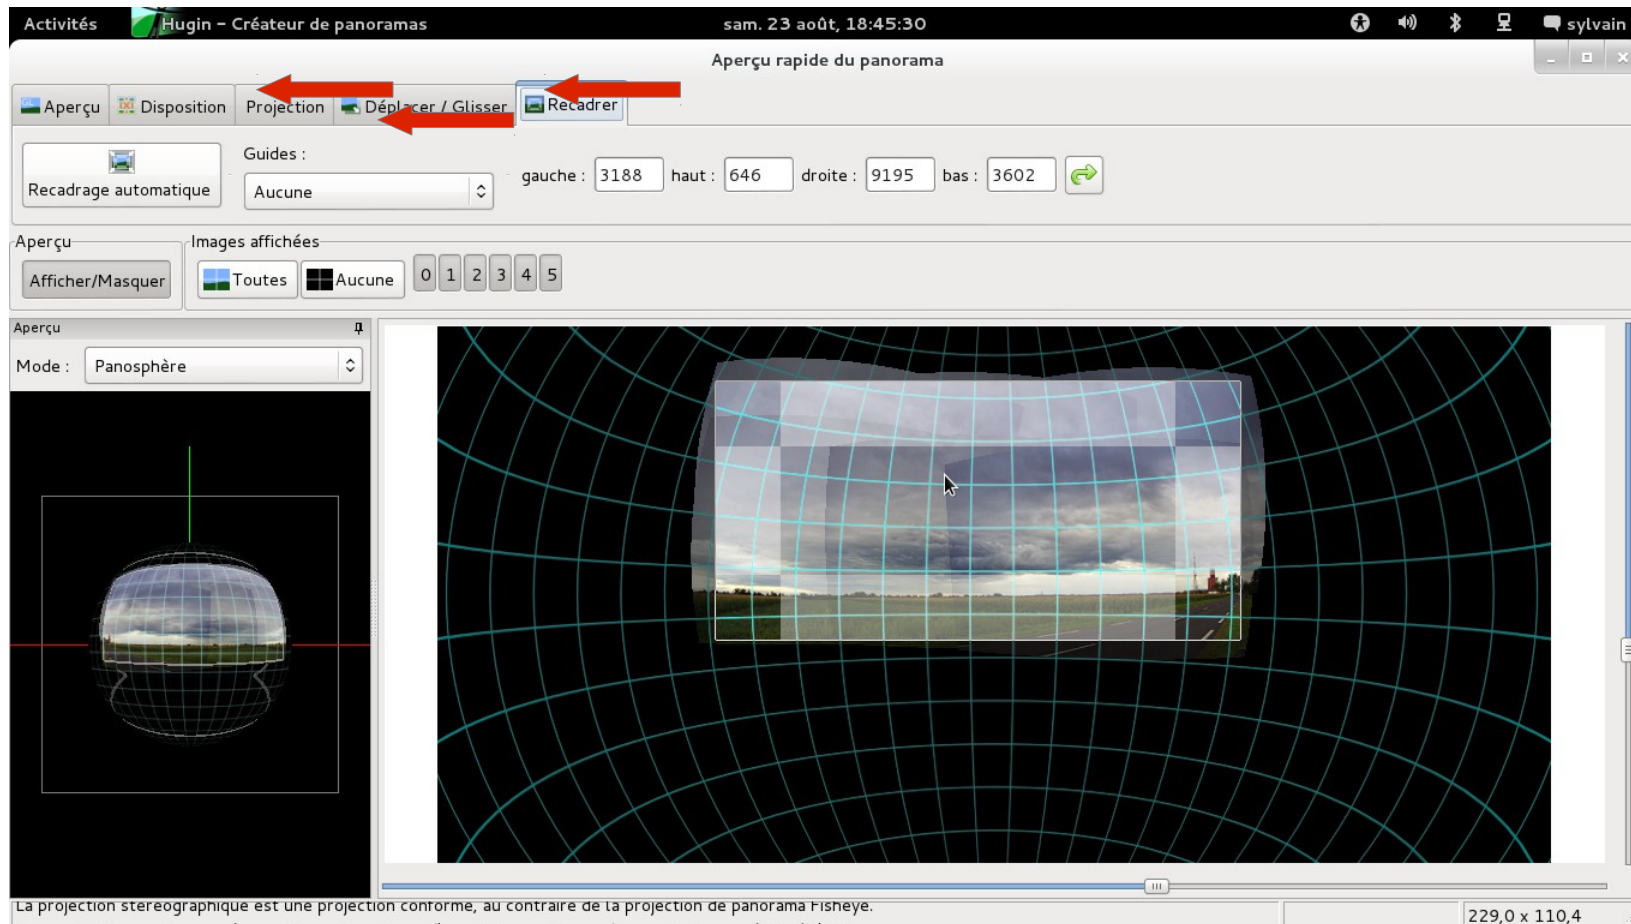 Activités Hugin – Créateur de panoramas sam. 23 août, 18:45:30 sylvain
Aperçu rapide du panorama
Aperçu Disposition Projection Déplacer / Glisser Recadrer
Recadrage automatique
Guides :
Aucune
gauche : 3188 haut : 646 droite : 9195 bas : 3602
Aperçu
Afficher/Masquer
Images affichées
Toutes Aucune 0 1 2 3 4 5
Aperçu
Mode : Panosphère
La projection stéréographique est une projection conforme, au contraire de la projection de panorama Fisheye.
229,0 x 110,4